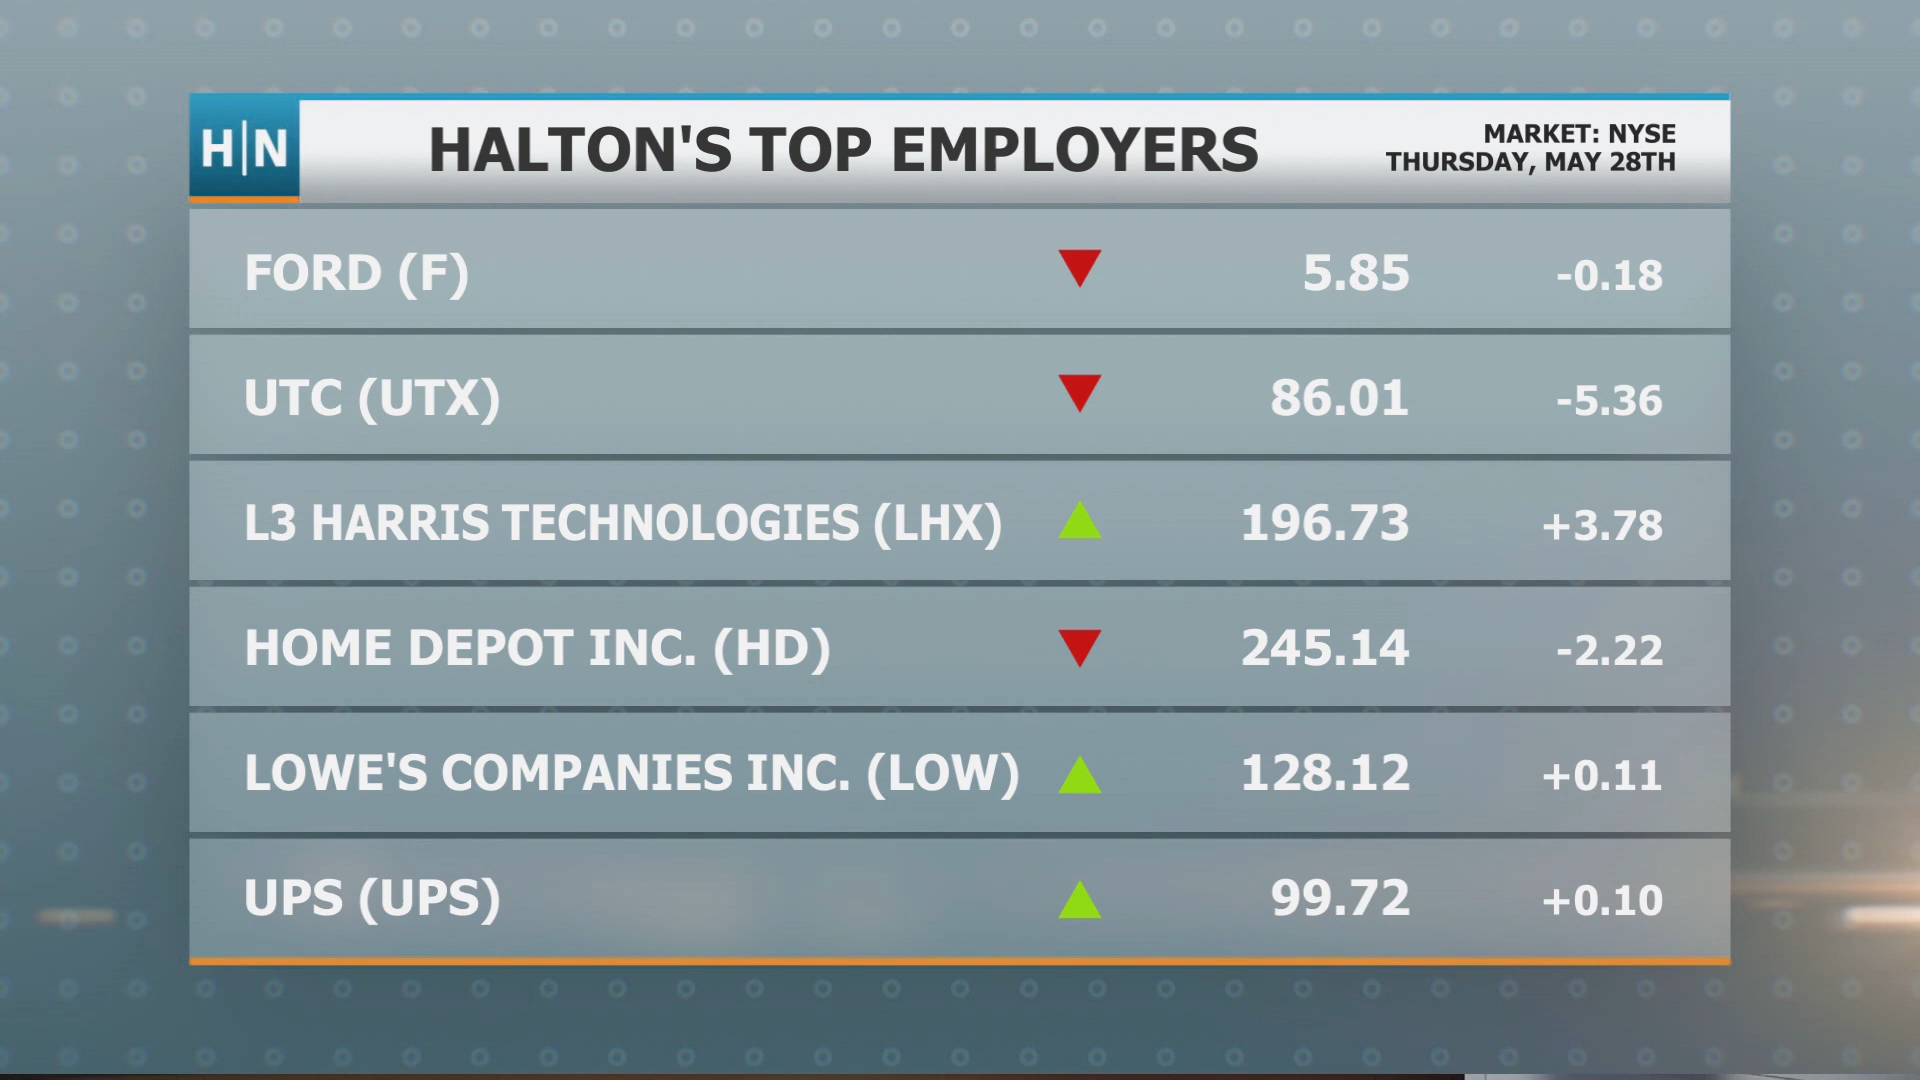 H|N
HALTON'S TOP EMPLOYERS
MARKET: NYSE
THURSDAY, MAY 28TH
FORD (F) 5.85 -0.18
UTC (UTX) 86.01 -5.36
L3 HARRIS TECHNOLOGIES (LHX) 196.73 +3.78
HOME DEPOT INC. (HD) 245.14 -2.22
LOWE'S COMPANIES INC. (LOW) 128.12 +0.11
UPS (UPS) 99.72 +0.10